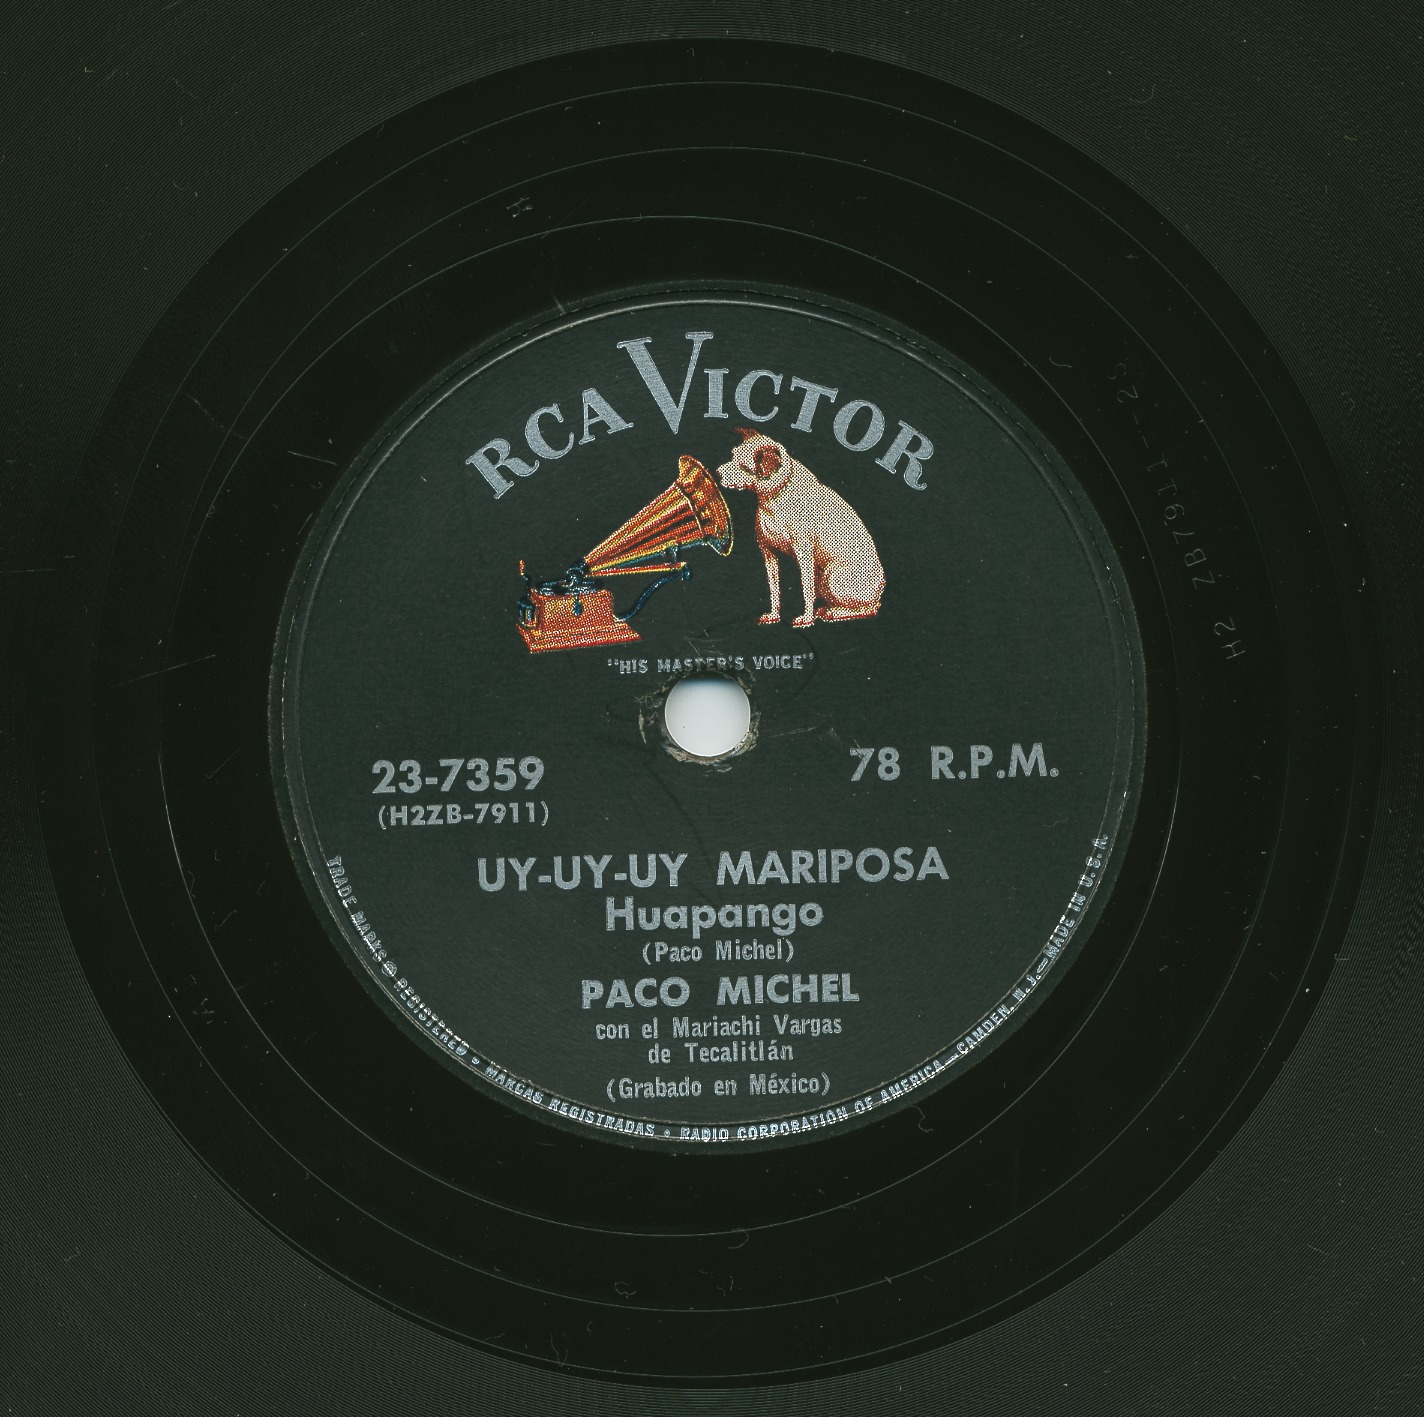 RCA VICTOR
"HIS MASTER'S VOICE"
23-7359
(H2ZB-7911)
78 R.P.M.
UY-UY-UY MARIPOSA
Huapango
(Paco Michel)
PACO MICHEL
con el Mariachi Vargas
de Tecalitlán
(Grabado en México)
TRADE MARKS ® REGISTERED • MARCAS REGISTRADAS • RADIO CORPORATION OF AMERICA—CAMDEN, N. J.—MADE IN U. S. A.
H2 ZB7911--2S
H